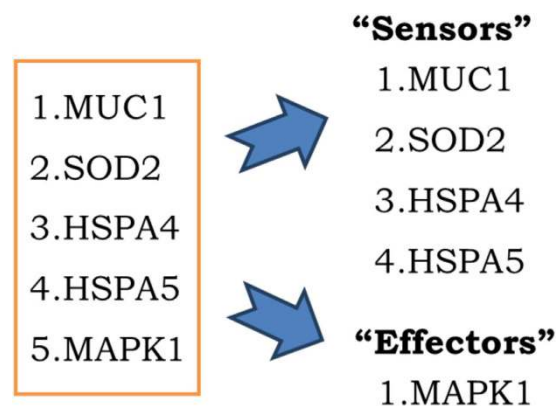 1.MUC1
2.SOD2
3.HSPA4
4.HSPA5
5.MAPK1
“Sensors”
1.MUC1
2.SOD2
3.HSPA4
4.HSPA5
“Effectors”
1.MAPK1